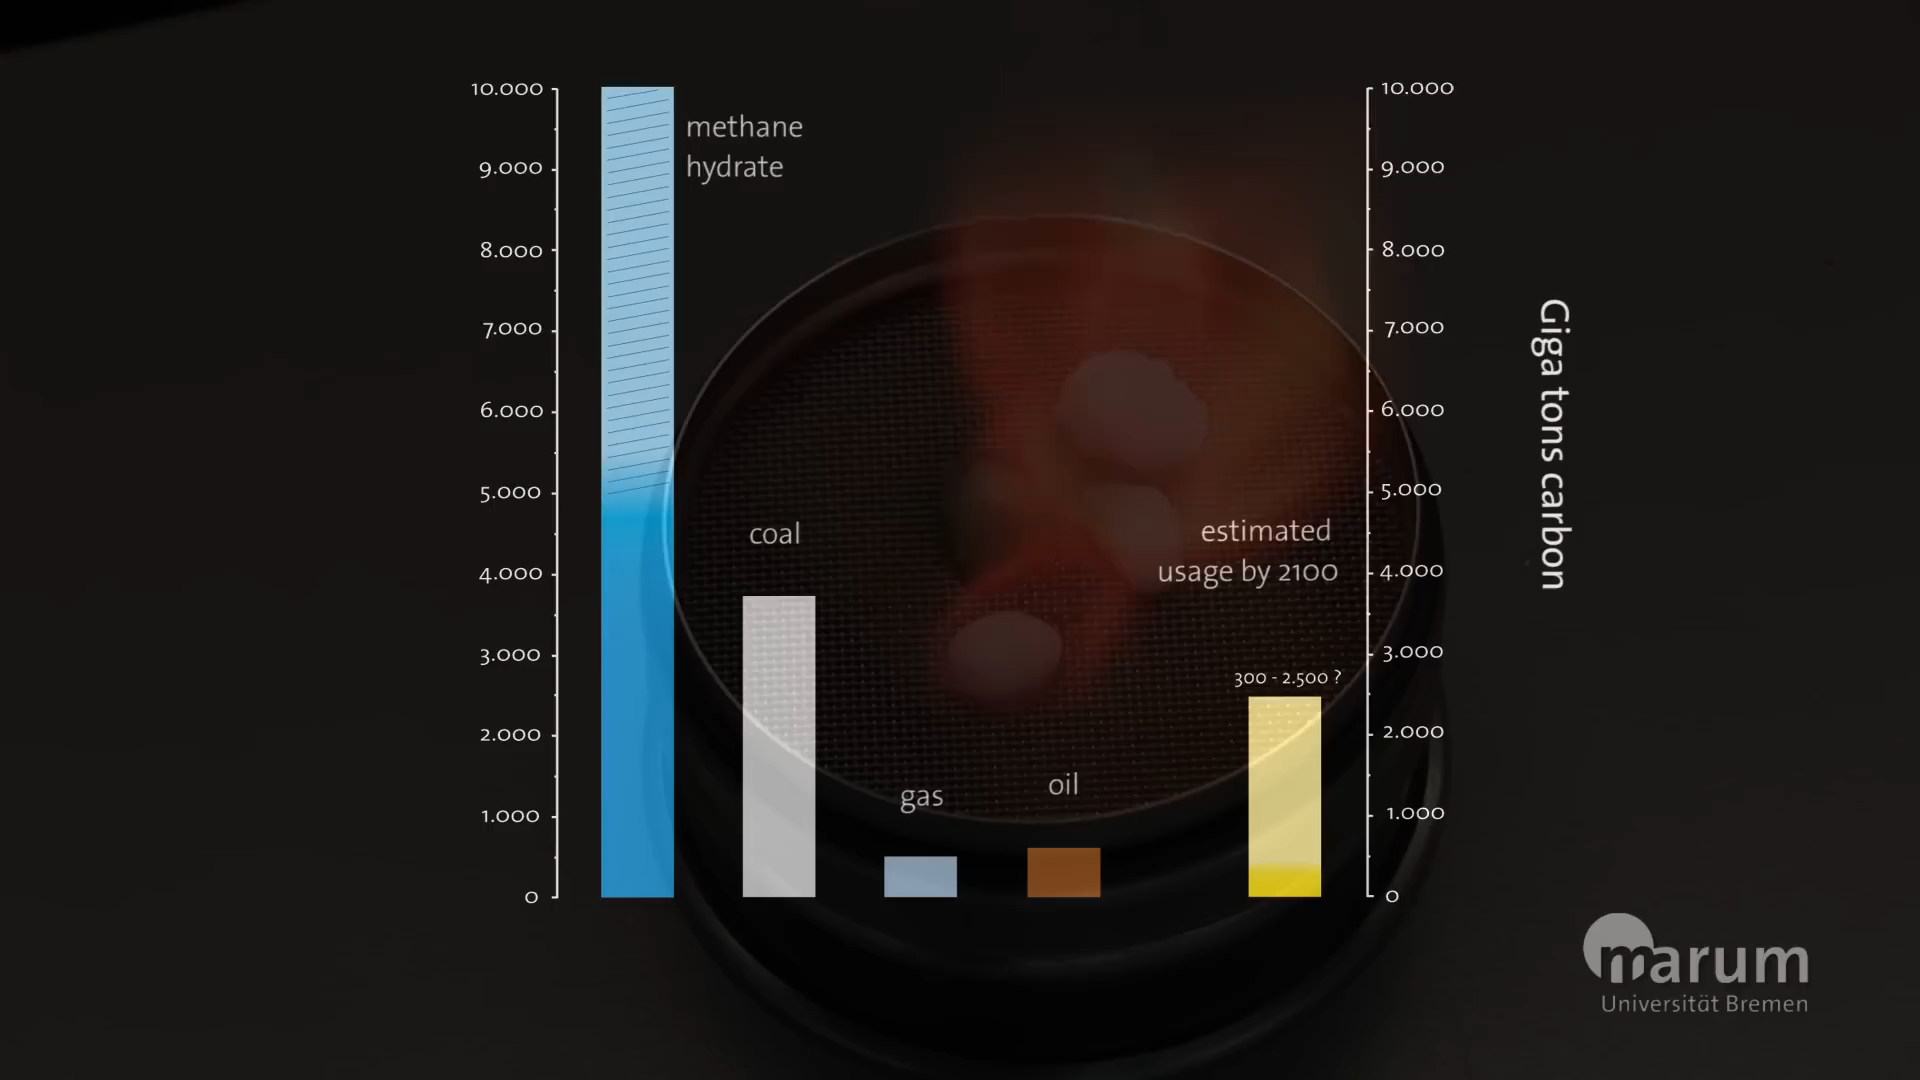 10.000
9.000
8.000
7.000
6.000
5.000
4.000
3.000
2.000
1.000
0
methane
hydrate
coal
gas
oil
estimated
usage by 2100
300 - 2.500 ?
10.000
9.000
8.000
7.000
6.000
5.000
4.000
3.000
2.000
1.000
0
Giga tons carbon
marum
Universität Bremen